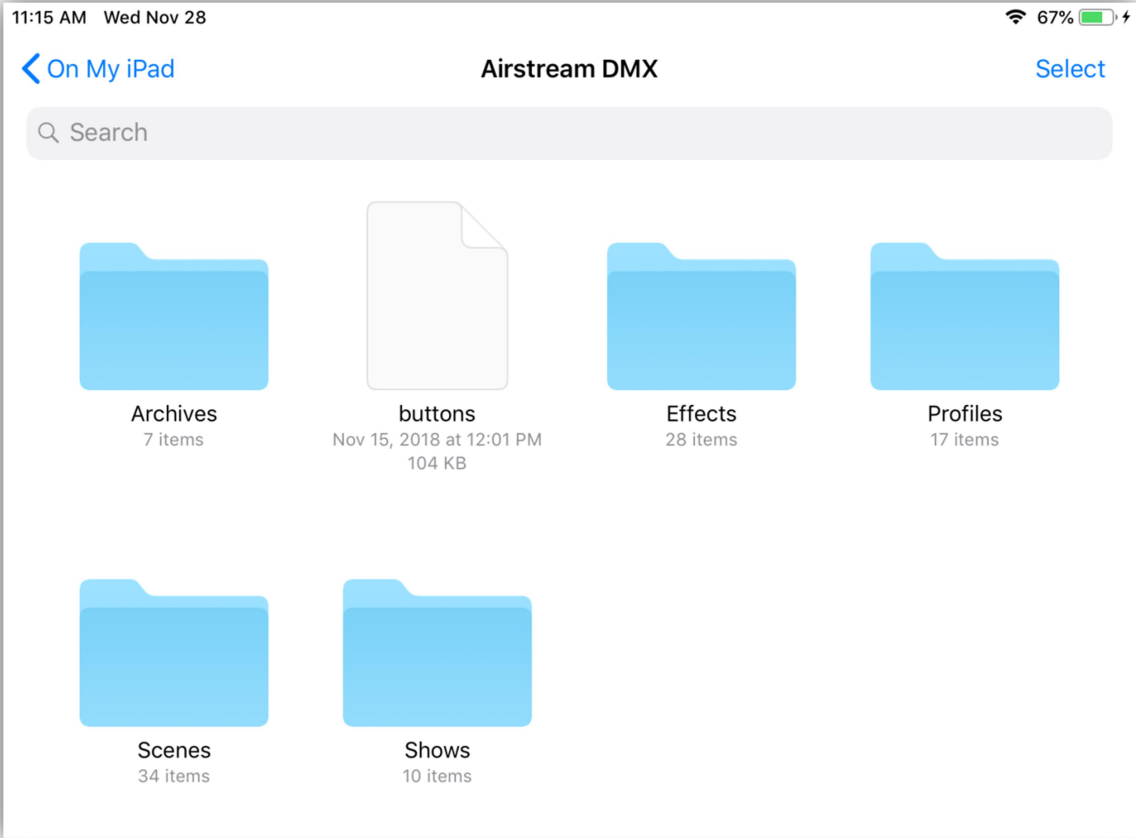 11:15 AM Wed Nov 28 67%
On My iPad Airstream DMX Select
Search
Archives
7 items
buttons
Nov 15, 2018 at 12:01 PM
104 KB
Effects
28 items
Profiles
17 items
Scenes
34 items
Shows
10 items